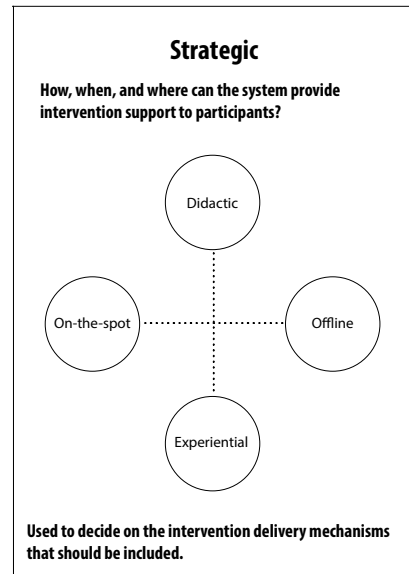 Strategic
How, when, and where can the system provide
intervention support to participants?
Didactic
On-the-spot
Offline
Experiential
Used to decide on the intervention delivery mechanisms
that should be included.